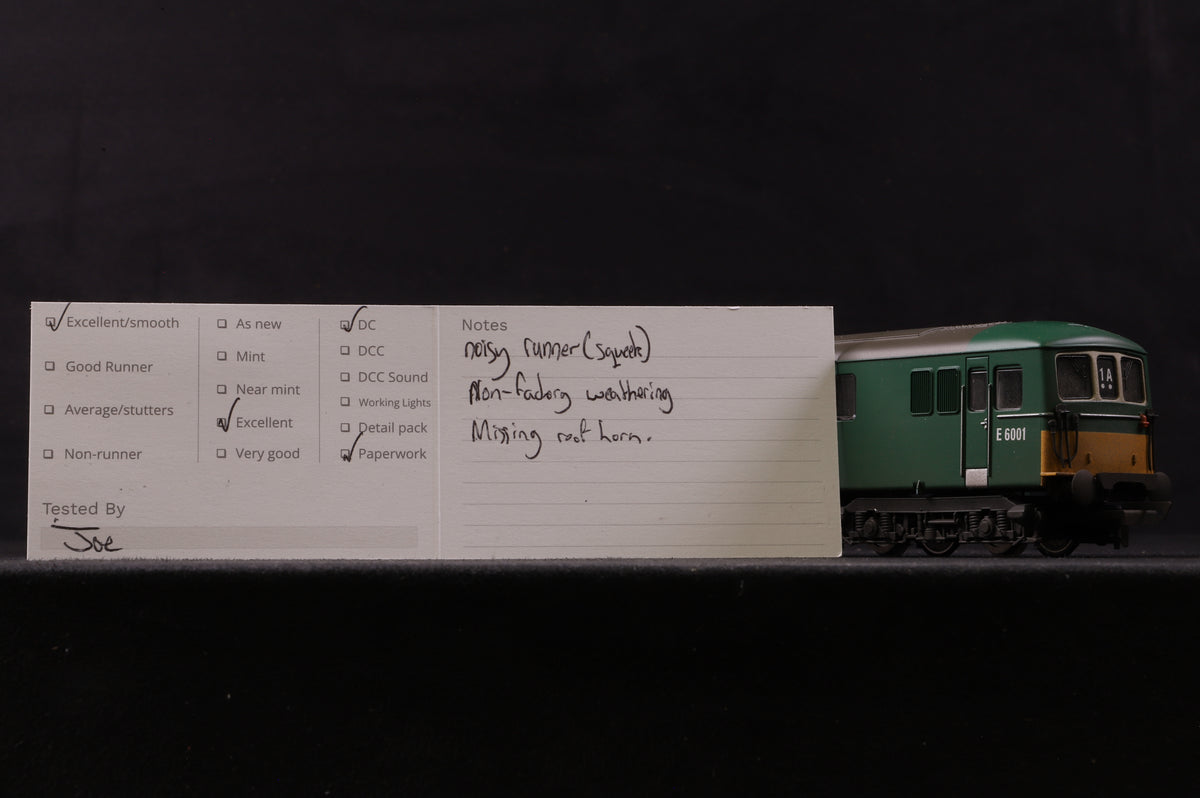 Excellent/smooth
Good Runner
Average/stutters
Non-runner
As new
Mint
Near mint
Excellent
Very good
DC
DCC
DCC Sound
Working Lights
Detail pack
Paperwork
Tested By
Joe
Notes
noisy runner (squeek)
Non-factory weathering
Missing roof horn.
1A
E 6001